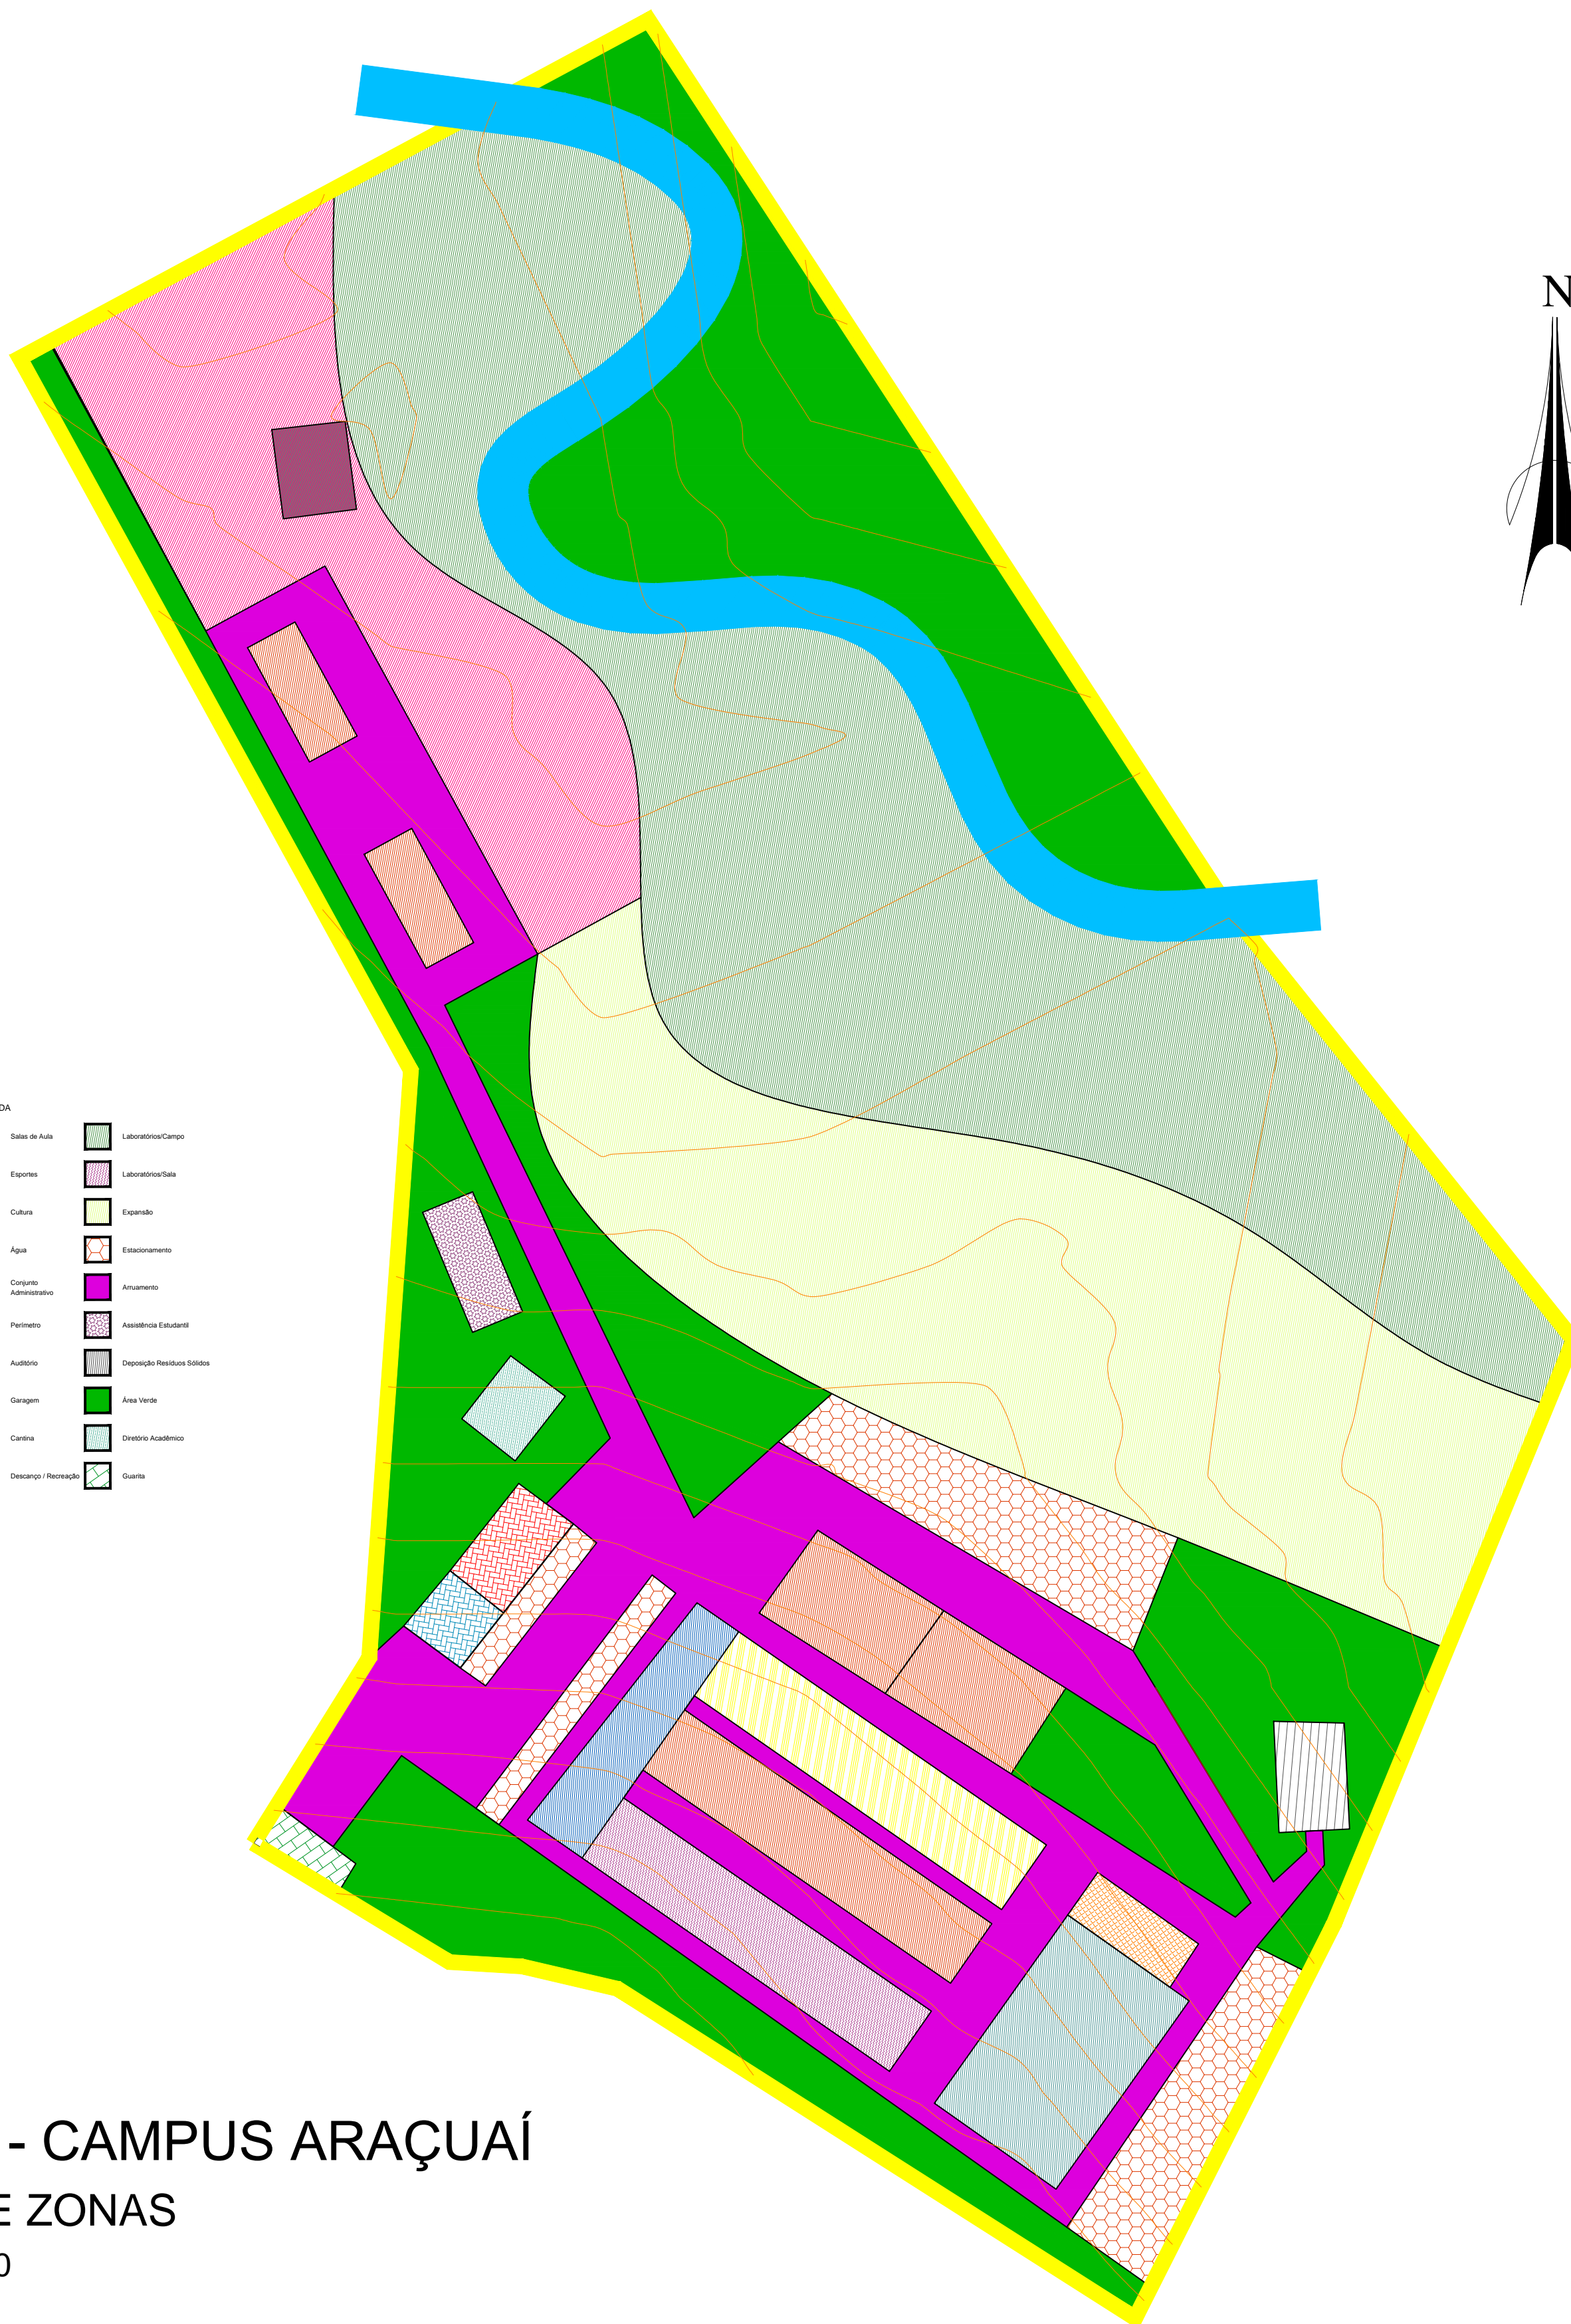 N
DA
Salas de Aula
Laboratórios/Campo
Esportes
Laboratórios/Sala
Cultura
Expansão
Água
Estacionamento
Conjunto
Administrativo
Arruamento
Perímetro
Assistência Estudantil
Auditório
Deposição Resíduos Sólidos
Garagem
Área Verde
Cantina
Diretório Acadêmico
Descanço / Recreação
Guarita
- CAMPUS ARAÇUAÍ
E ZONAS
0